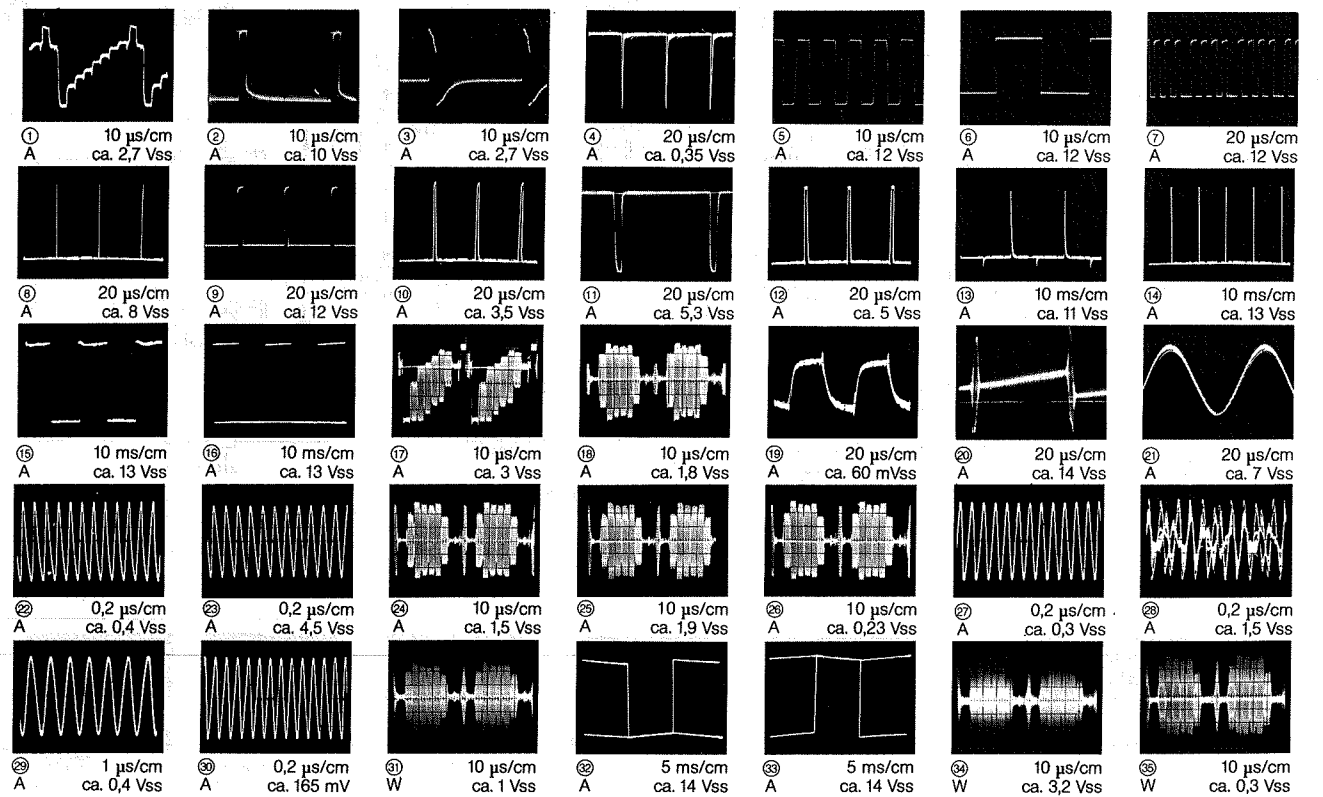 ① 10 µs/cm
A ca. 2,7 Vss
② 10 µs/cm
A ca. 10 Vss
③ 10 µs/cm
A ca. 2,7 Vss
④ 20 µs/cm
A ca. 0,35 Vss
⑤ 10 µs/cm
A ca. 12 Vss
⑥ 10 µs/cm
A ca. 12 Vss
⑦ 20 µs/cm
A ca. 12 Vss
⑧ 20 µs/cm
A ca. 8 Vss
⑨ 20 µs/cm
A ca. 12 Vss
⑩ 20 µs/cm
A ca. 3,5 Vss
⑪ 20 µs/cm
A ca. 5,3 Vss
⑫ 20 µs/cm
A ca. 5 Vss
⑬ 10 ms/cm
A ca. 11 Vss
⑭ 10 ms/cm
A ca. 13 Vss
⑮ 10 ms/cm
A ca. 13 Vss
⑯ 10 ms/cm
A ca. 13 Vss
⑰ 10 µs/cm
A ca. 3 Vss
⑱ 10 µs/cm
A ca. 1,8 Vss
⑲ 20 µs/cm
A ca. 60 mVss
⑳ 20 µs/cm
A ca. 14 Vss
㉑ 20 µs/cm
A ca. 7 Vss
㉒ 0,2 µs/cm
A ca. 0,4 Vss
㉓ 0,2 µs/cm
A ca. 4,5 Vss
㉔ 10 µs/cm
A ca. 1,5 Vss
㉕ 10 µs/cm
A ca. 1,9 Vss
㉖ 10 µs/cm
A ca. 0,23 Vss
㉗ 0,2 µs/cm
A ca. 0,3 Vss
㉘ 0,2 µs/cm
A ca. 1,5 Vss
㉙ 1 µs/cm
A ca. 0,4 Vss
㉚ 0,2 µs/cm
A ca. 165 mV
㉛ 10 µs/cm
W ca. 1 Vss
㉜ 5 ms/cm
A ca. 14 Vss
㉝ 5 ms/cm
A ca. 14 Vss
㉞ 10 µs/cm
W ca. 3,2 Vss
㉟ 10 µs/cm
W ca. 0,3 Vss